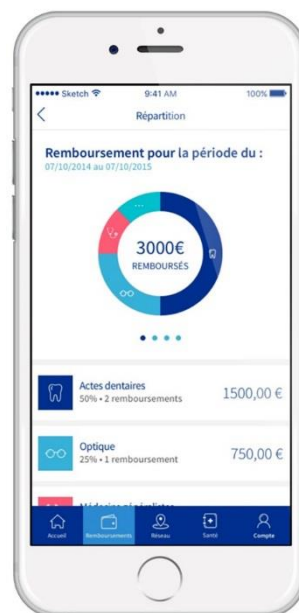 Sketch 9:41 AM 100%
Répartition
Remboursement pour la période du :
07/10/2014 au 07/10/2015
3000€
REMBOURSÉS
Actes dentaires
50% • 2 remboursements
1500,00 €
Optique
25% • 1 remboursement
750,00 €
Médecins généralistes
Accueil Remboursements Réseau Santé Compte